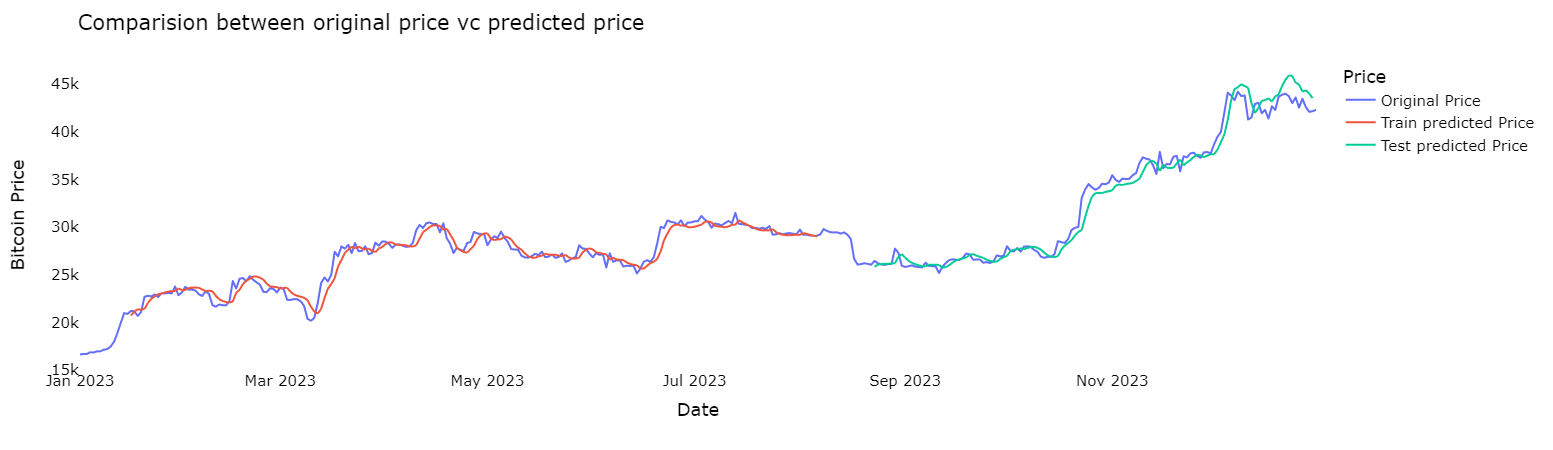 Comparision between original price vc predicted price
Price
Original Price
Train predicted Price
Test predicted Price
45k
40k
35k
30k
25k
20k
15k
Bitcoin Price
Jan 2023
Mar 2023
May 2023
Jul 2023
Sep 2023
Nov 2023
Date